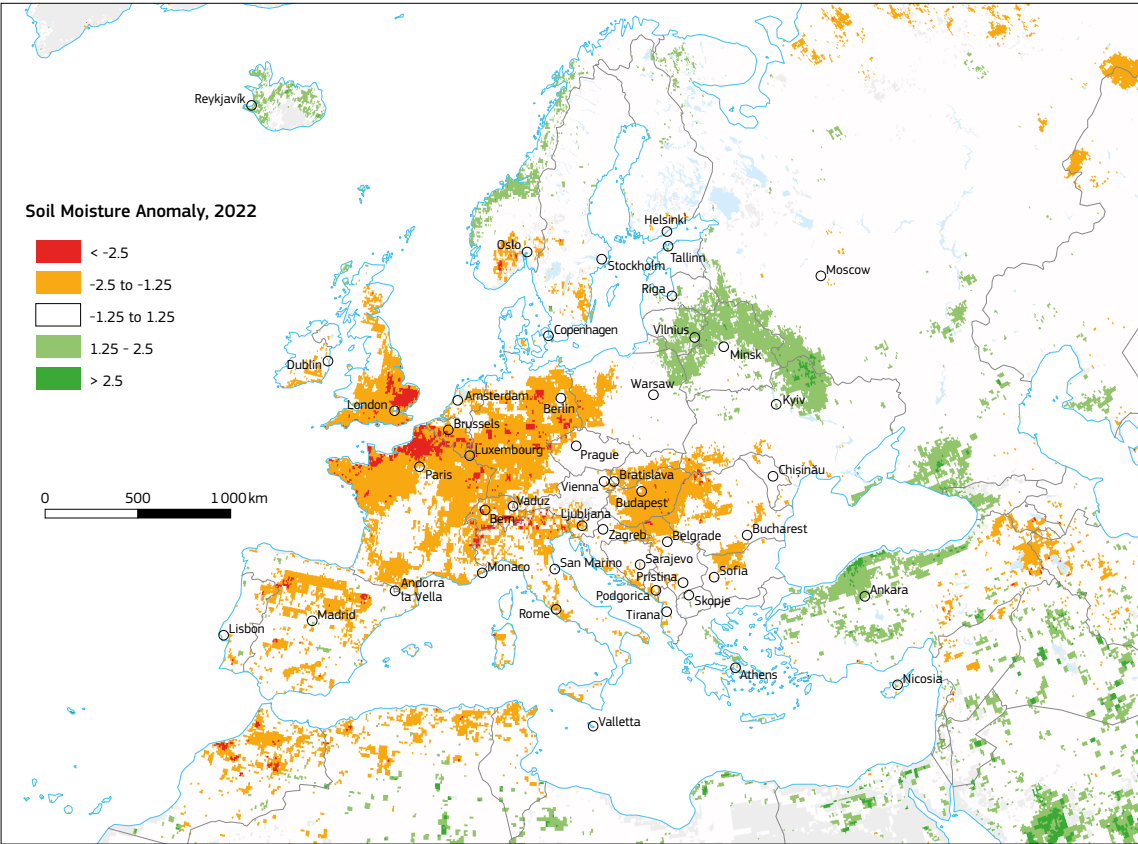 Reykjavík
Soil Moisture Anomaly, 2022
< -2.5
-2.5 to -1.25
-1.25 to 1.25
1.25 - 2.5
> 2.5
Helsinki
Oslo
Tallinn
Stockholm
Moscow
Riga
Copenhagen
Vilnius
Minsk
Dublin
Warsaw
Amsterdam
Berlin
London
Kyiv
Brussels
Luxembourg
Prague
Paris
Chișinău
Vienna
Bratislava
0 500 1000 km
Budapest
Vaduz
Bern
Ljubljana
Zagreb
Belgrade
Bucharest
Sarajevo
San Marino
Monaco
Pristina
Sofia
Andorra
la Vella
Podgorica
Skopje
Ankara
Madrid
Rome
Tirana
Lisbon
Athens
Nicosia
Valletta